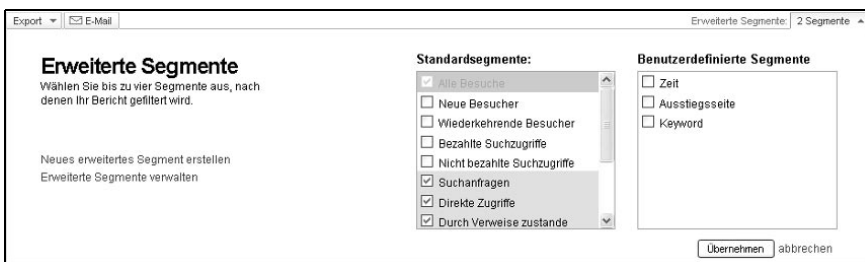 Export E-Mail Erweiterte Segmente: 2 Segmente
Erweiterte Segmente
Wählen Sie bis zu vier Segmente aus, nach
denen Ihr Bericht gefiltert wird.
Neues erweitertes Segment erstellen
Erweiterte Segmente verwalten
Standardsegmente:
Alle Besuche
Neue Besucher
Wiederkehrende Besucher
Bezahlte Suchzugriffe
Nicht bezahlte Suchzugriffe
Suchanfragen
Direkte Zugriffe
Durch Verweise zustande
Benutzerdefinierte Segmente
Zeit
Ausstiegsseite
Keyword
Übernehmen abbrechen